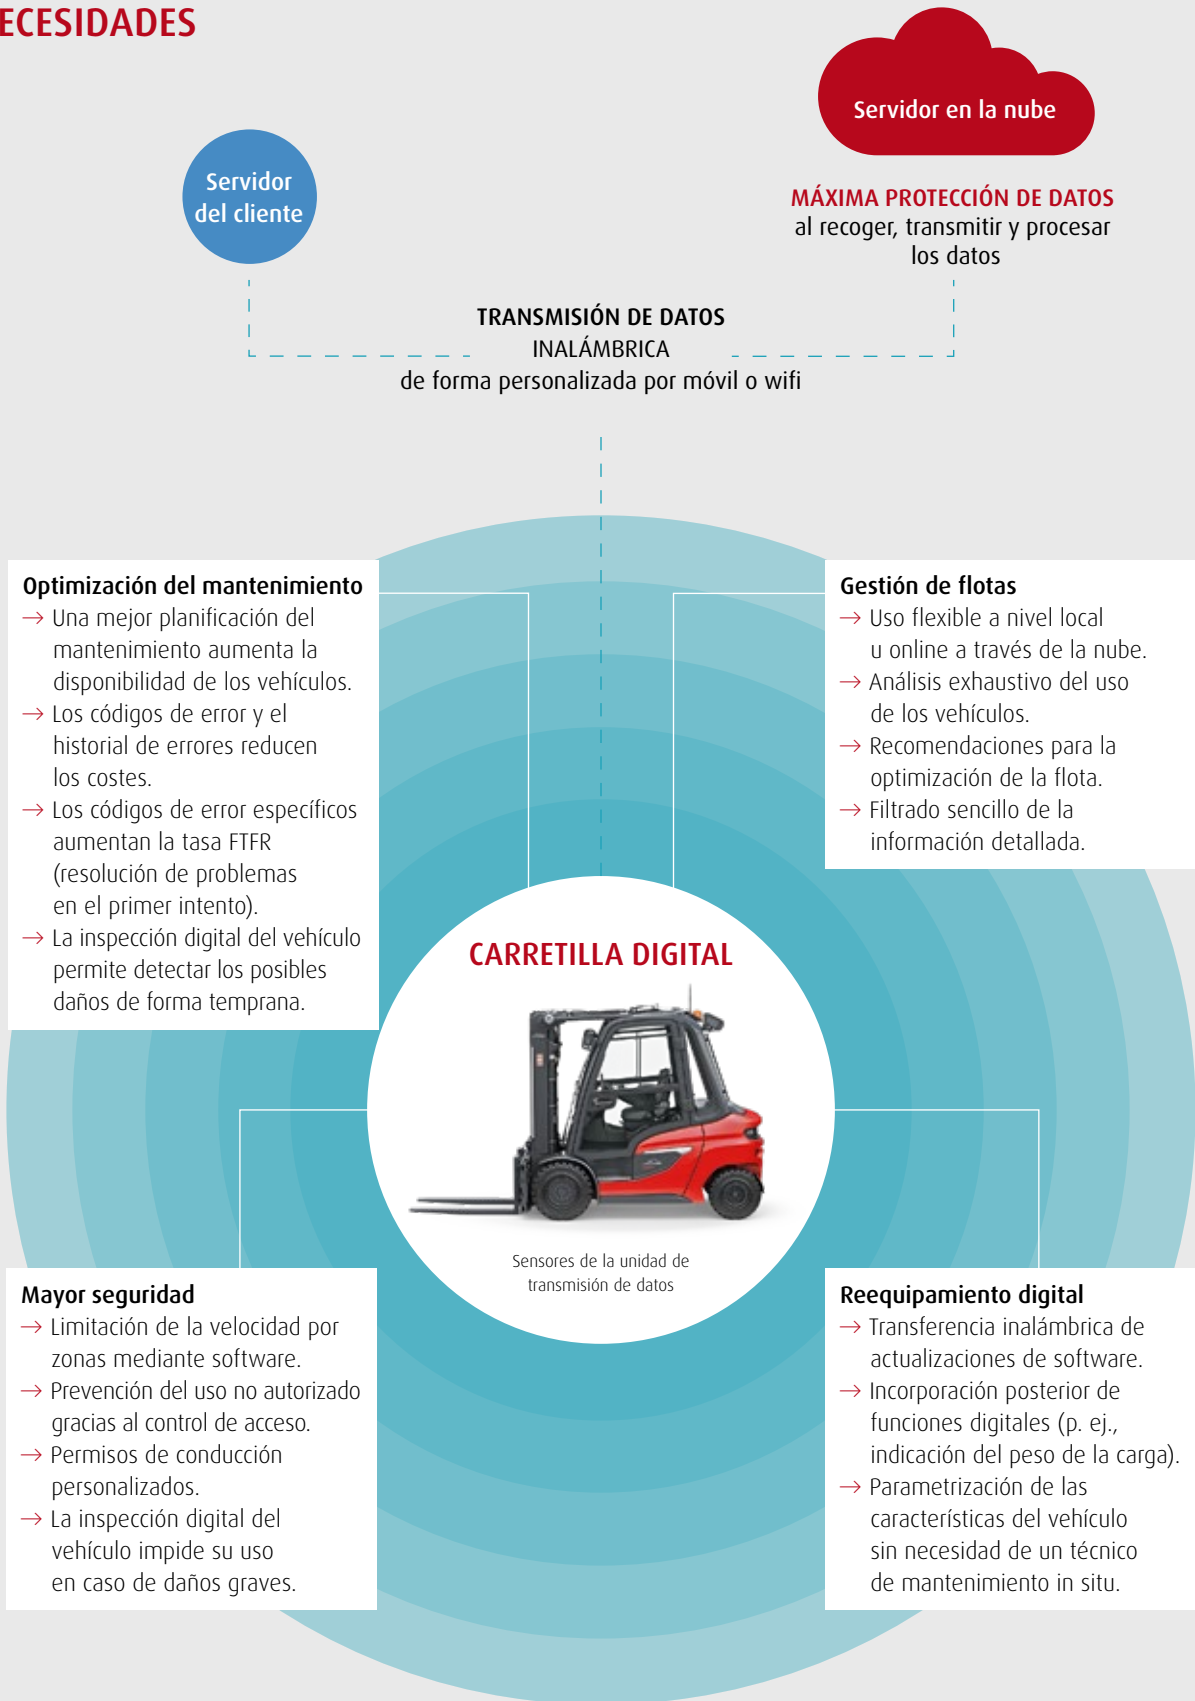 ECESIDADES
Servidor en la nube
Servidor
del cliente
MÁXIMA PROTECCIÓN DE DATOS
al recoger, transmitir y procesar
los datos
TRANSMISIÓN DE DATOS
INALÁMBRICA
de forma personalizada por móvil o wifi
Optimización del mantenimiento
→ Una mejor planificación del
mantenimiento aumenta la
disponibilidad de los vehículos.
→ Los códigos de error y el
historial de errores reducen
los costes.
→ Los códigos de error específicos
aumentan la tasa FTFR
(resolución de problemas
en el primer intento).
→ La inspección digital del vehículo
permite detectar los posibles
daños de forma temprana.
Gestión de flotas
→ Uso flexible a nivel local
u online a través de la nube.
→ Análisis exhaustivo del uso
de los vehículos.
→ Recomendaciones para la
optimización de la flota.
→ Filtrado sencillo de la
información detallada.
CARRETILLA DIGITAL
Sensores de la unidad de
transmisión de datos
Mayor seguridad
→ Limitación de la velocidad por
zonas mediante software.
→ Prevención del uso no autorizado
gracias al control de acceso.
→ Permisos de conducción
personalizados.
→ La inspección digital del
vehículo impide su uso
en caso de daños graves.
Reequipamiento digital
→ Transferencia inalámbrica de
actualizaciones de software.
→ Incorporación posterior de
funciones digitales (p. ej.,
indicación del peso de la carga).
→ Parametrización de las
características del vehículo
sin necesidad de un técnico
de mantenimiento in situ.